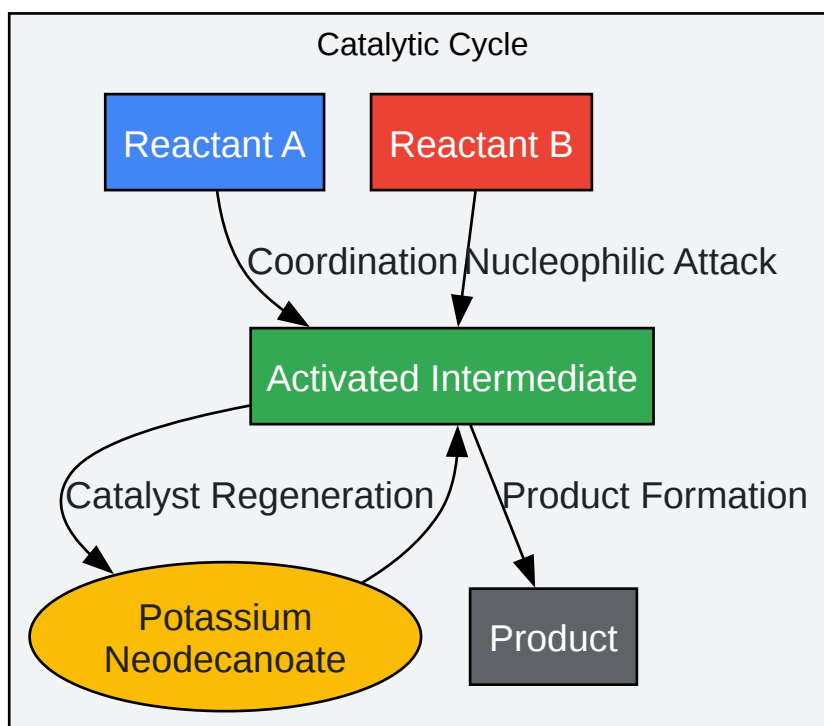 Catalytic Cycle
Reactant A
Reactant B
Coordination
Nucleophilic Attack
Activated Intermediate
Catalyst Regeneration
Product Formation
Potassium
Neodecanoate
Product